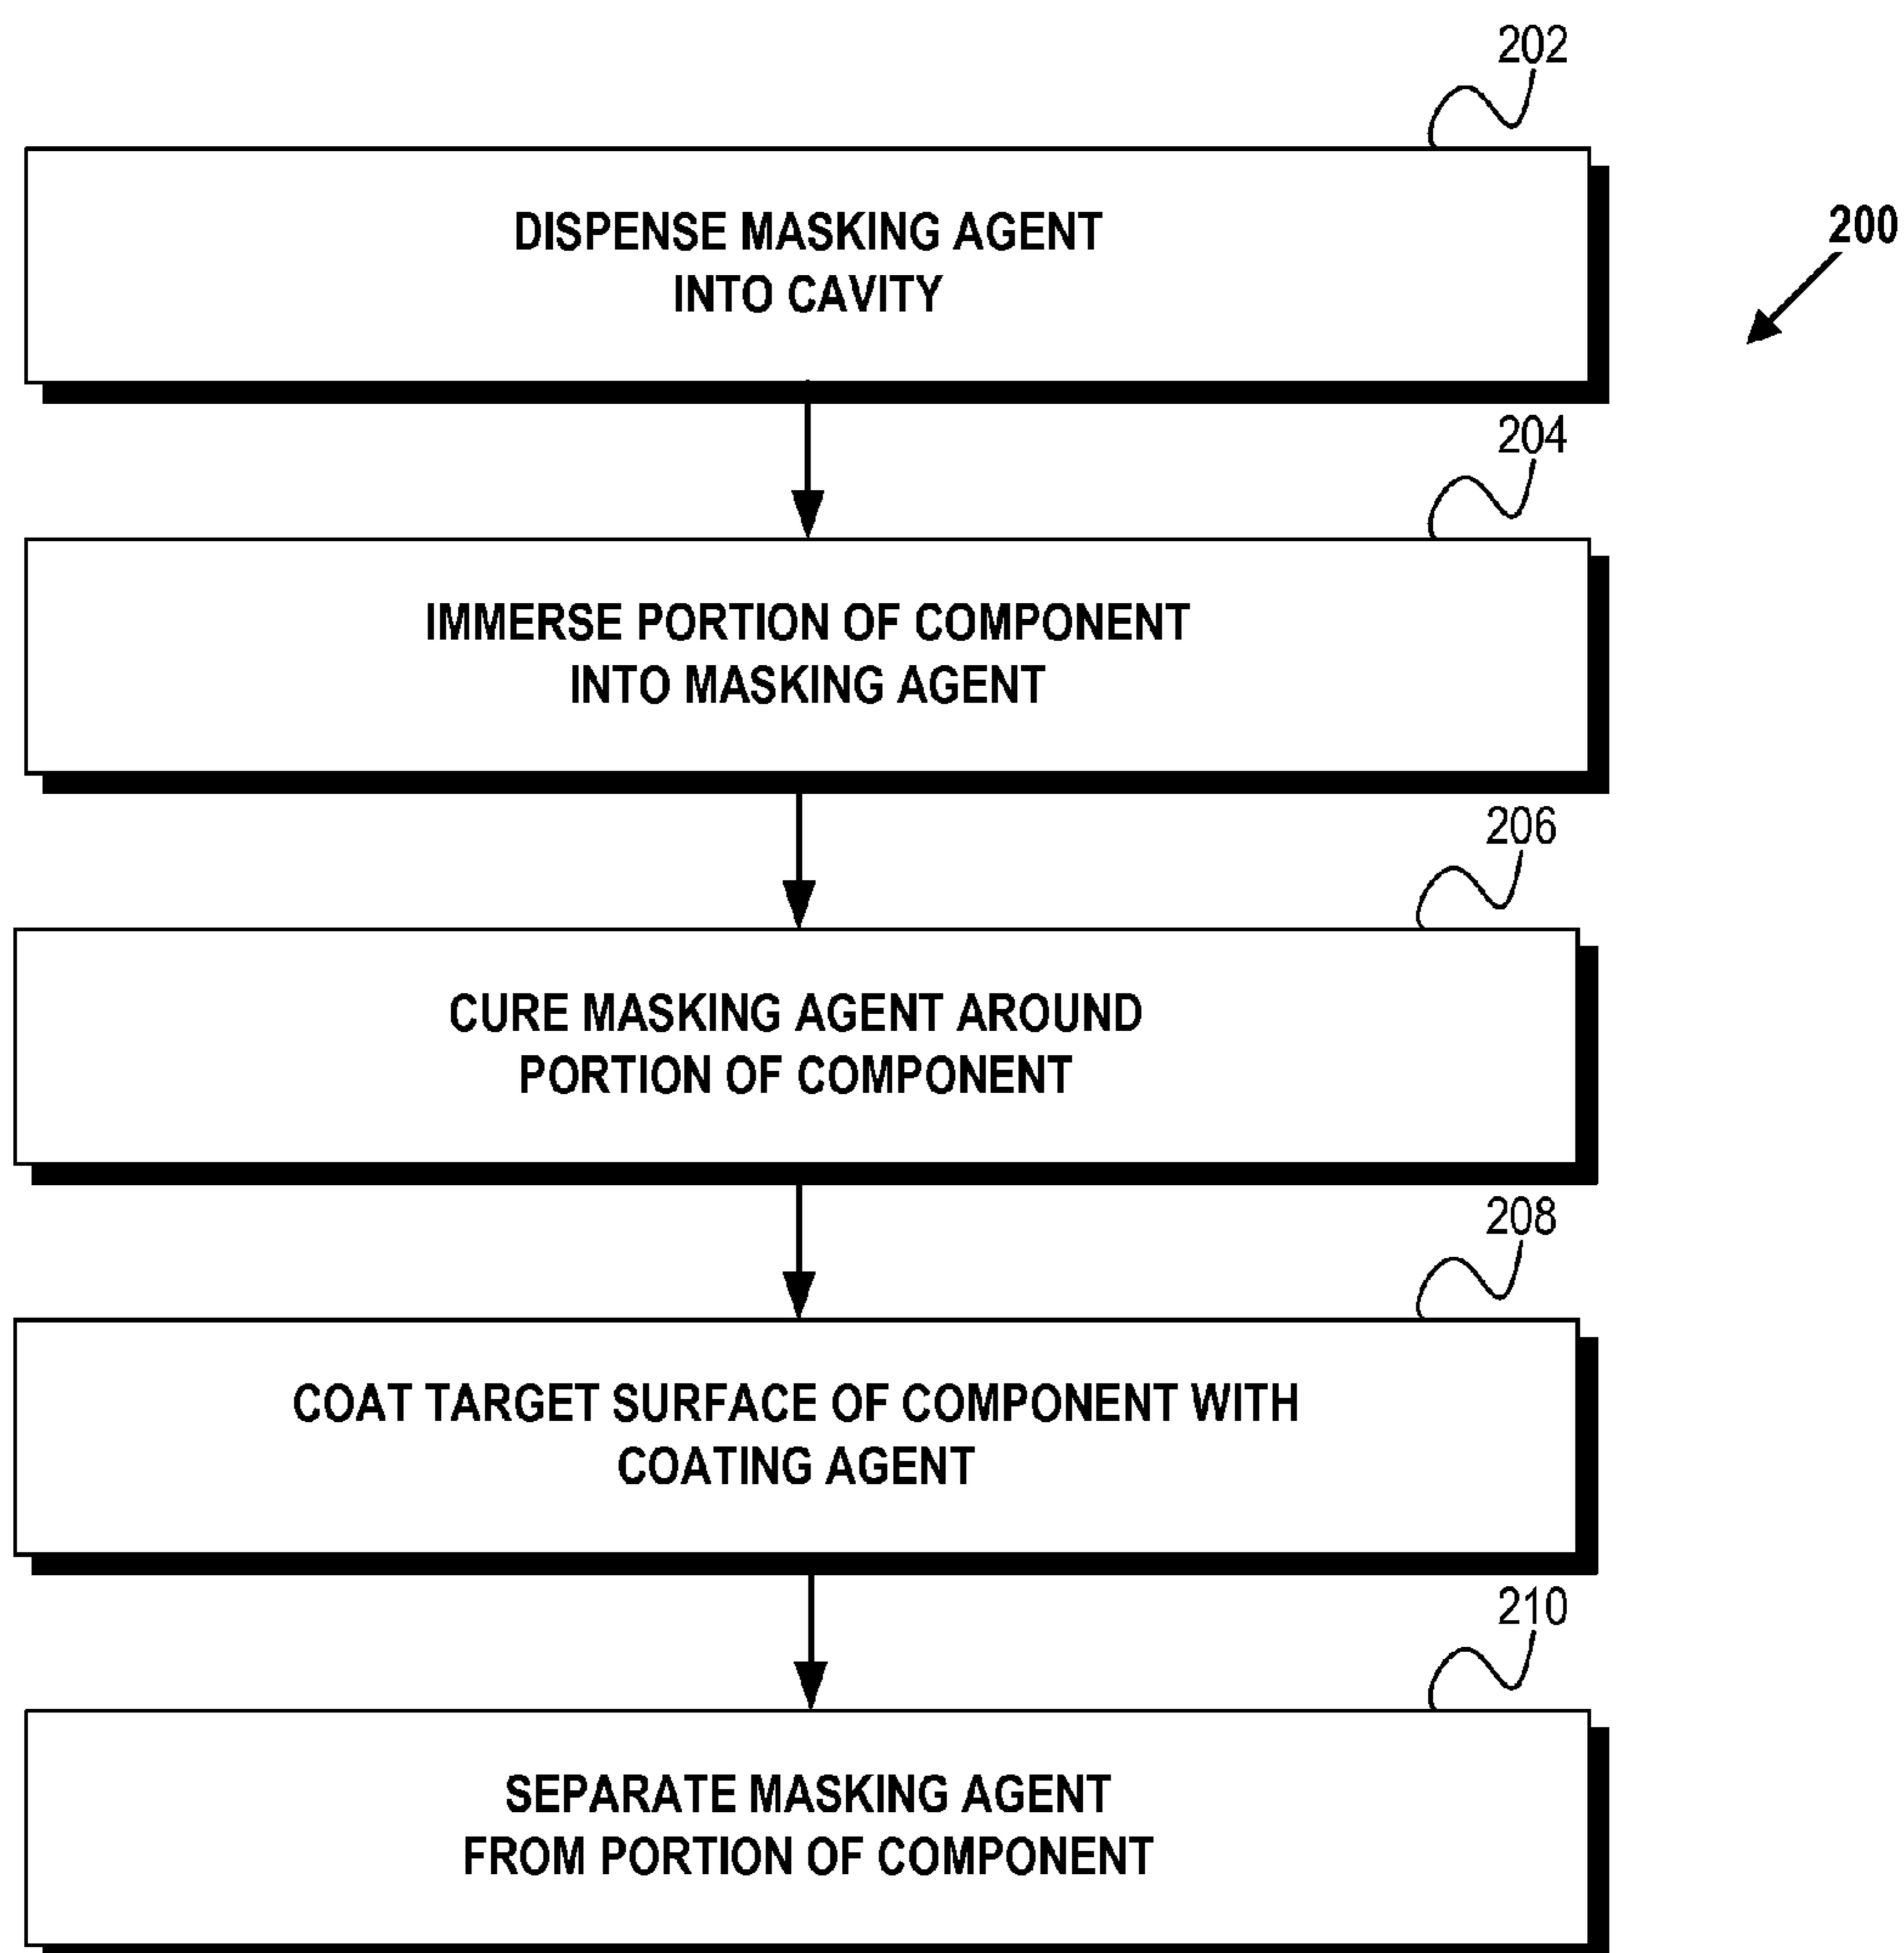 202
DISPENSE MASKING AGENT
INTO CAVITY
200
204
IMMERSE PORTION OF COMPONENT
INTO MASKING AGENT
206
CURE MASKING AGENT AROUND
PORTION OF COMPONENT
208
COAT TARGET SURFACE OF COMPONENT WITH
COATING AGENT
210
SEPARATE MASKING AGENT
FROM PORTION OF COMPONENT